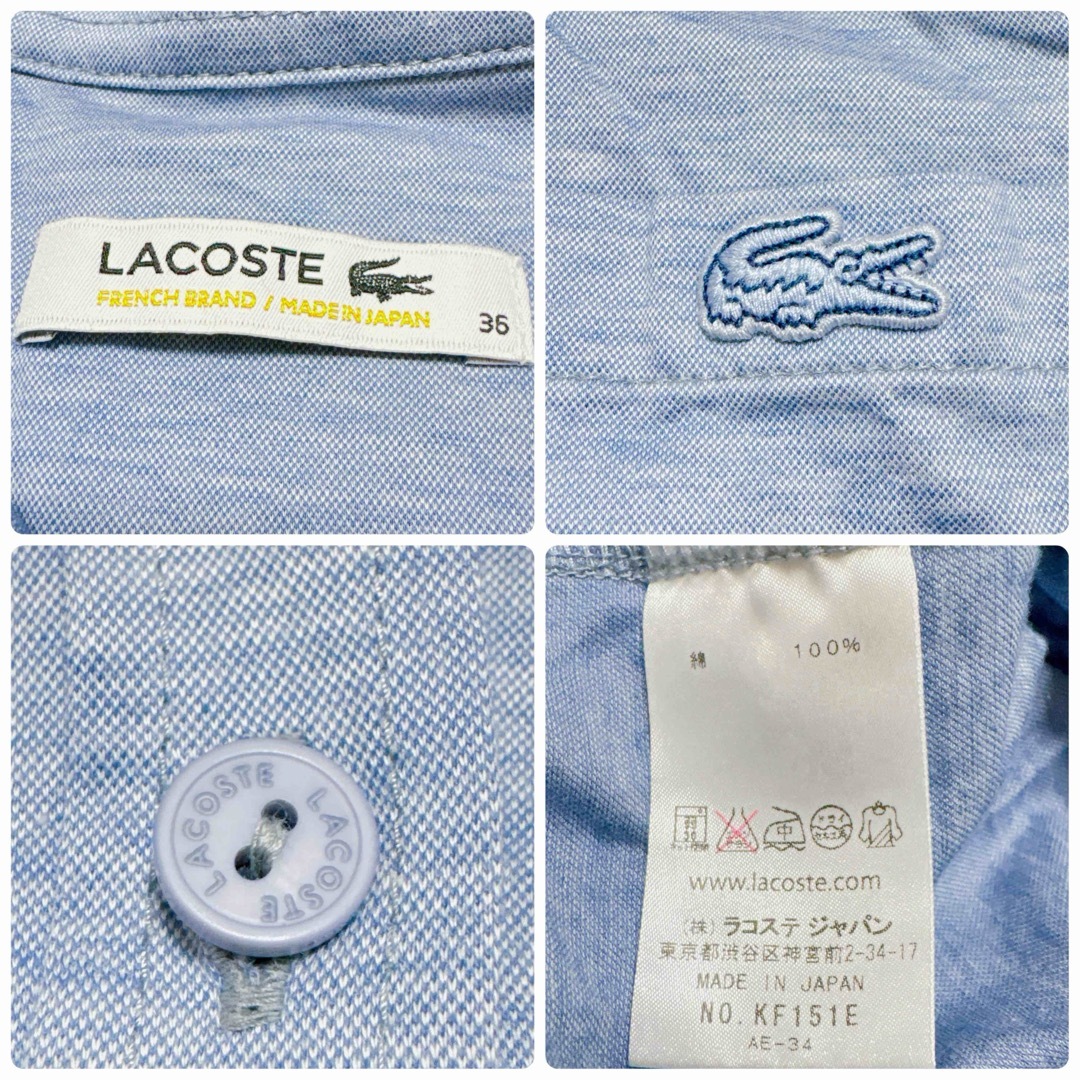 LACOSTE
FRENCH BRAND / MADE IN JAPAN
36
LACOSTE LACOSTE
綿 100%
中
www.lacoste.com
(株) ラコステ ジャパン
東京都渋谷区神宮前2-34-17
MADE IN JAPAN
NO. KF151E
AE-34